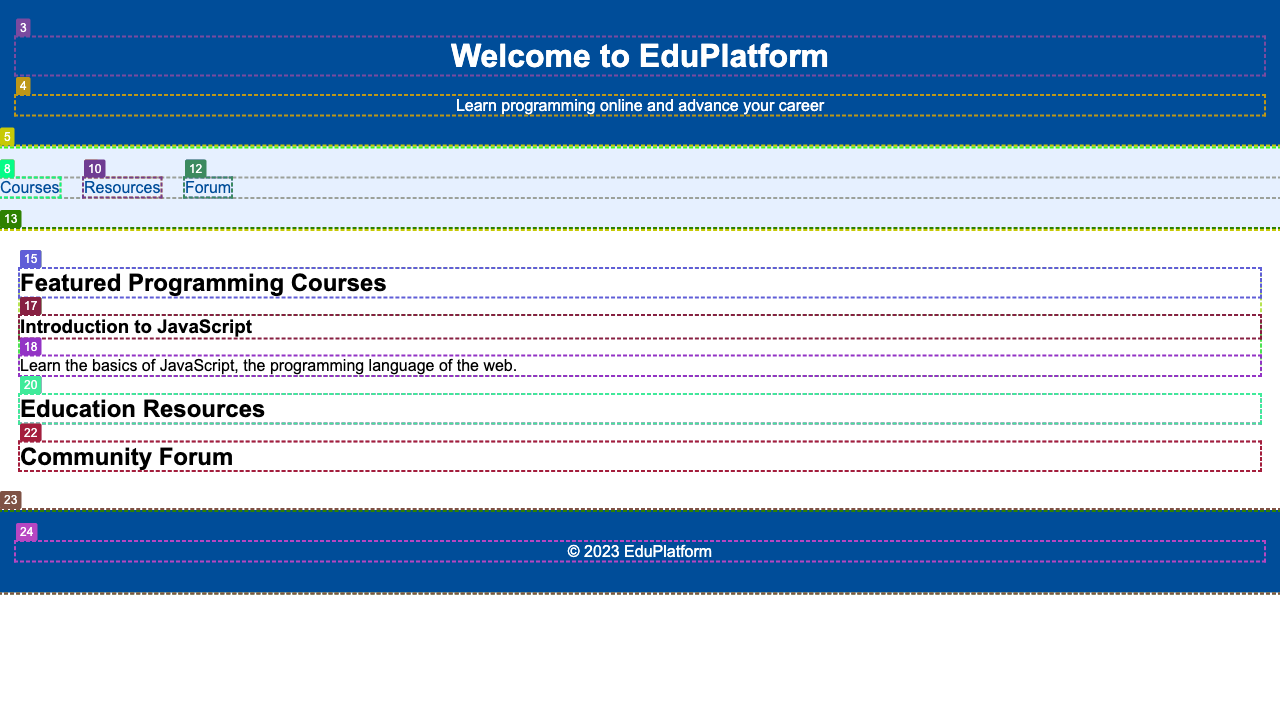 3
Welcome to EduPlatform
4
Learn programming online and advance your career
5
8 10 12
Courses Resources Forum
13
15
Featured Programming Courses
17
Introduction to JavaScript
18
Learn the basics of JavaScript, the programming language of the web.
20
Education Resources
22
Community Forum
23
24
© 2023 EduPlatform